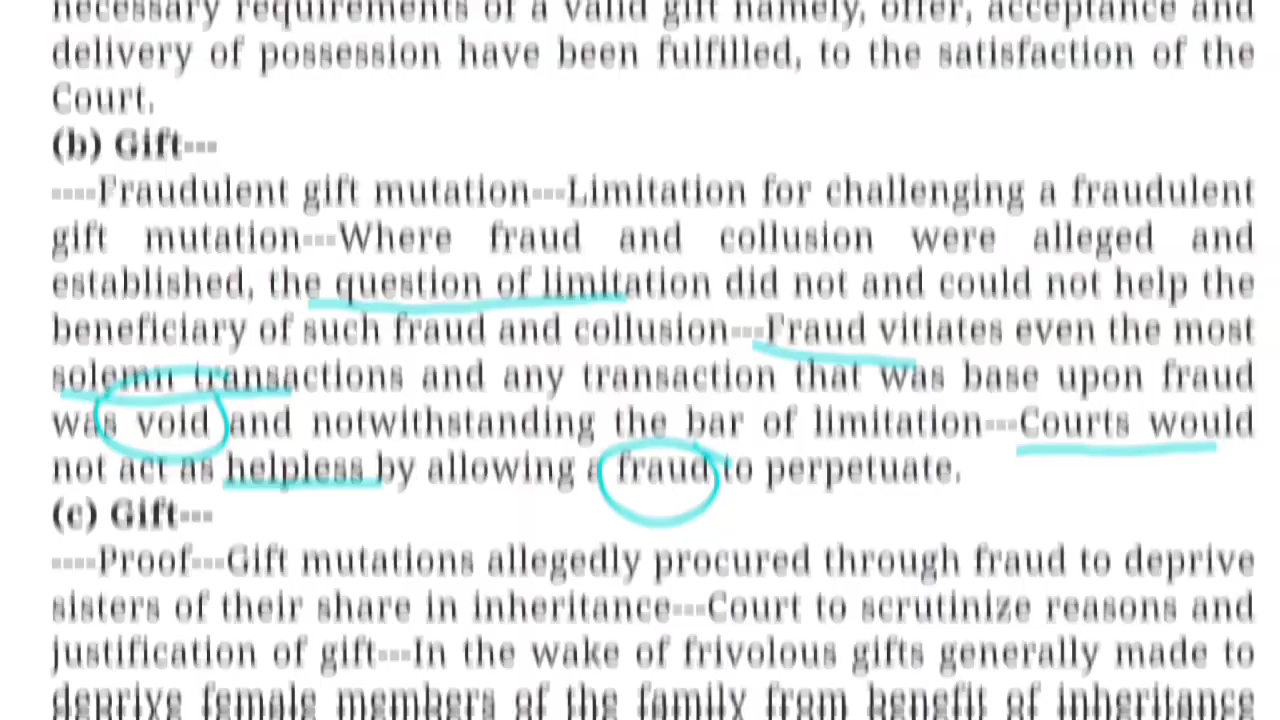 necessary requirements of a valid gift namely, offer, acceptance and
delivery of possession have been fulfilled, to the satisfaction of the
Court.
(b) Gift---
----Fraudulent gift mutation---Limitation for challenging a fraudulent
gift mutation---Where fraud and collusion were alleged and
established, the question of limitation did not and could not help the
beneficiary of such fraud and collusion---Fraud vitiates even the most
solemn transactions and any transaction that was base upon fraud
was void and notwithstanding the bar of limitation---Courts would
not act as helpless by allowing a fraud to perpetuate.
(c) Gift---
----Proof---Gift mutations allegedly procured through fraud to deprive
sisters of their share in inheritance---Court to scrutinize reasons and
justification of gift---In the wake of frivolous gifts generally made to
deprive female members of the family from benefit of inheritance